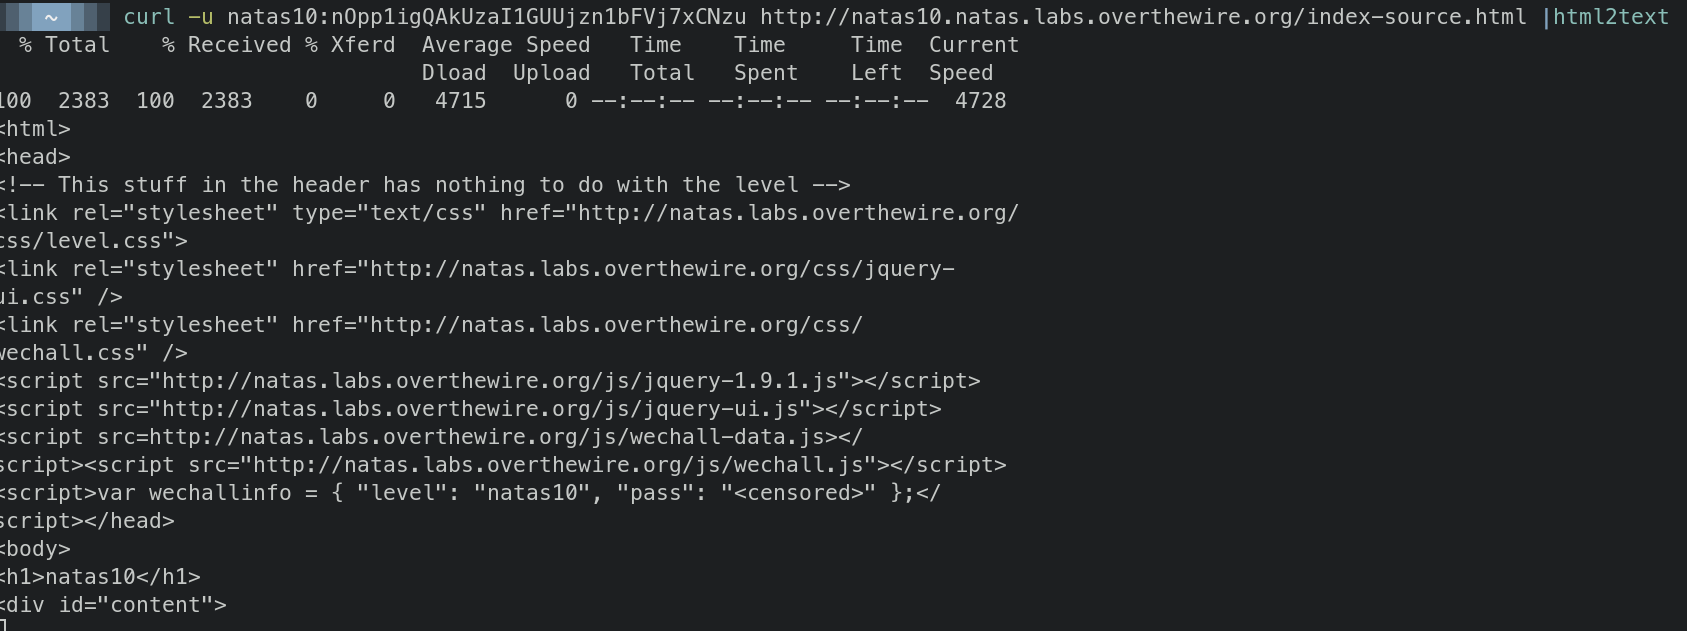 ~ curl -u natas10:nOpp1igQAkUzaI1GUUjzn1bFVj7xCNzu http://natas10.natas.labs.overthewire.org/index-source.html |html2text
% Total % Received % Xferd Average Speed Time Time Time Current
Dload Upload Total Spent Left Speed
100 2383 100 2383 0 0 4715 0 --:--:-- --:--:-- --:--:-- 4728
<html>
<head>
<!-- This stuff in the header has nothing to do with the level -->
<link rel="stylesheet" type="text/css" href="http://natas.labs.overthewire.org/
css/level.css">
<link rel="stylesheet" href="http://natas.labs.overthewire.org/css/jquery-
ui.css" />
<link rel="stylesheet" href="http://natas.labs.overthewire.org/css/
wechall.css" />
<script src="http://natas.labs.overthewire.org/js/jquery-1.9.1.js"></script>
<script src="http://natas.labs.overthewire.org/js/jquery-ui.js"></script>
<script src=http://natas.labs.overthewire.org/js/wechall-data.js></
script><script src="http://natas.labs.overthewire.org/js/wechall.js"></script>
<script>var wechallinfo = { "level": "natas10", "pass": "<censored>" };</
script></head>
<body>
<h1>natas10</h1>
<div id="content">